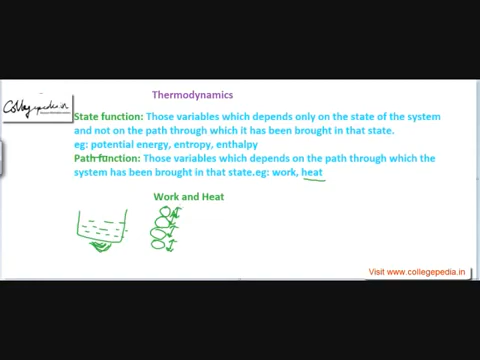 Thermodynamics
Collegepedia.in
State function: Those variables which depends only on the state of the system
and not on the path through which it has been brought in that state.
eg: potential energy, entropy, enthalpy
Path function: Those variables which depends on the path through which the
system has been brought in that state.eg: work, heat
Work and Heat
Visit www.collegepedia.in